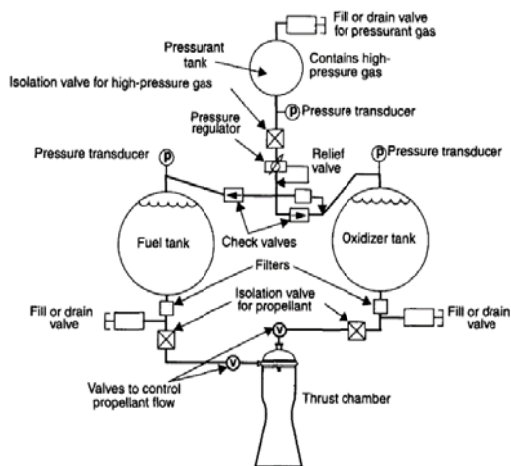 Fill or drain valve
for pressurant gas
Pressurant
tank
Contains high-
pressure gas
Isolation valve for high-pressure gas
P
Pressure transducer
Pressure
regulator
Relief
valve
Pressure transducer
P
P
Pressure transducer
Check valves
Fuel tank
Oxidizer tank
Filters
Isolation valve
for propellant
Fill or drain
valve
Fill or drain
valve
V
V
Valves to control
propellant flow
Thrust chamber